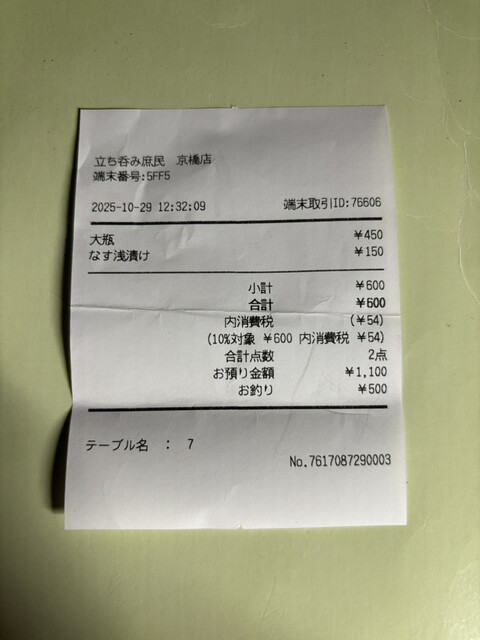 立ち呑み庶民　京橋店
端末番号:5FF5
2025-10-29 12:32:09 端末取引ID:76606
大瓶 ¥450
なす浅漬け ¥150
小計 ¥600
合計 ¥600
内消費税 (¥54)
(10%対象 ¥600 内消費税 ¥54)
合計点数 2点
お預り金額 ¥1,100
お釣り ¥500
テーブル名 : 7
No.7617087290003